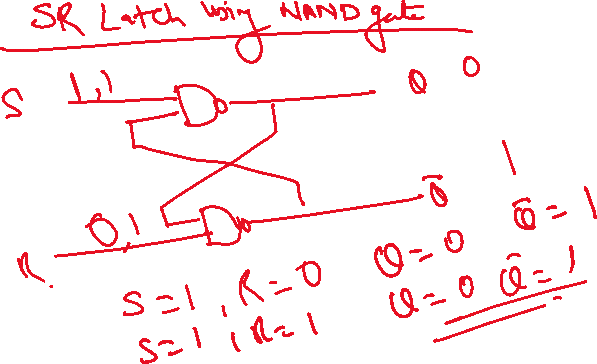 SR Latch using NAND gate
S 1,1 Q 0
R 0,1 Q̄ 1
S=1, R=0 Q=0 Q̄=1
S=1, R=1 Q=0 Q̄=1